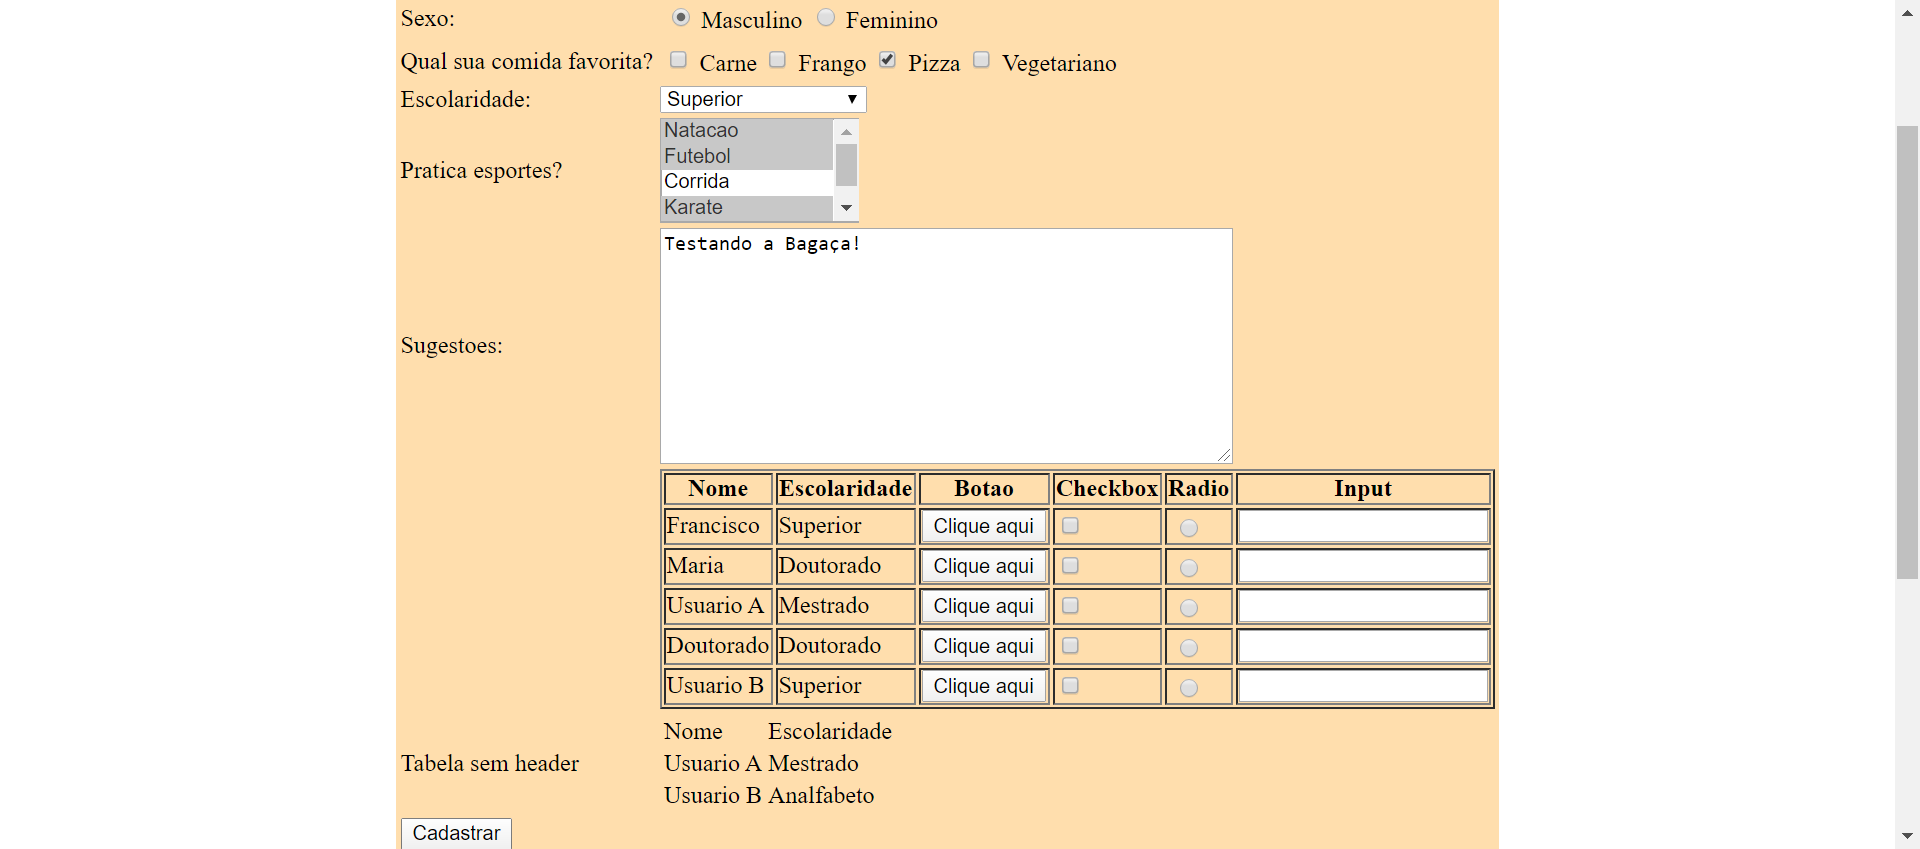 Sexo: Masculino Feminino
Qual sua comida favorita? Carne Frango Pizza Vegetariano
Escolaridade: Superior
Natacao
Futebol
Pratica esportes?
Corrida
Karate
Testando a Bagaça!
Sugestoes:
Nome Escolaridade Botao Checkbox Radio Input
Francisco Superior Clique aqui
Maria Doutorado Clique aqui
Usuario A Mestrado Clique aqui
Doutorado Doutorado Clique aqui
Usuario B Superior Clique aqui
Nome Escolaridade
Tabela sem header Usuario A Mestrado
Usuario B Analfabeto
Cadastrar